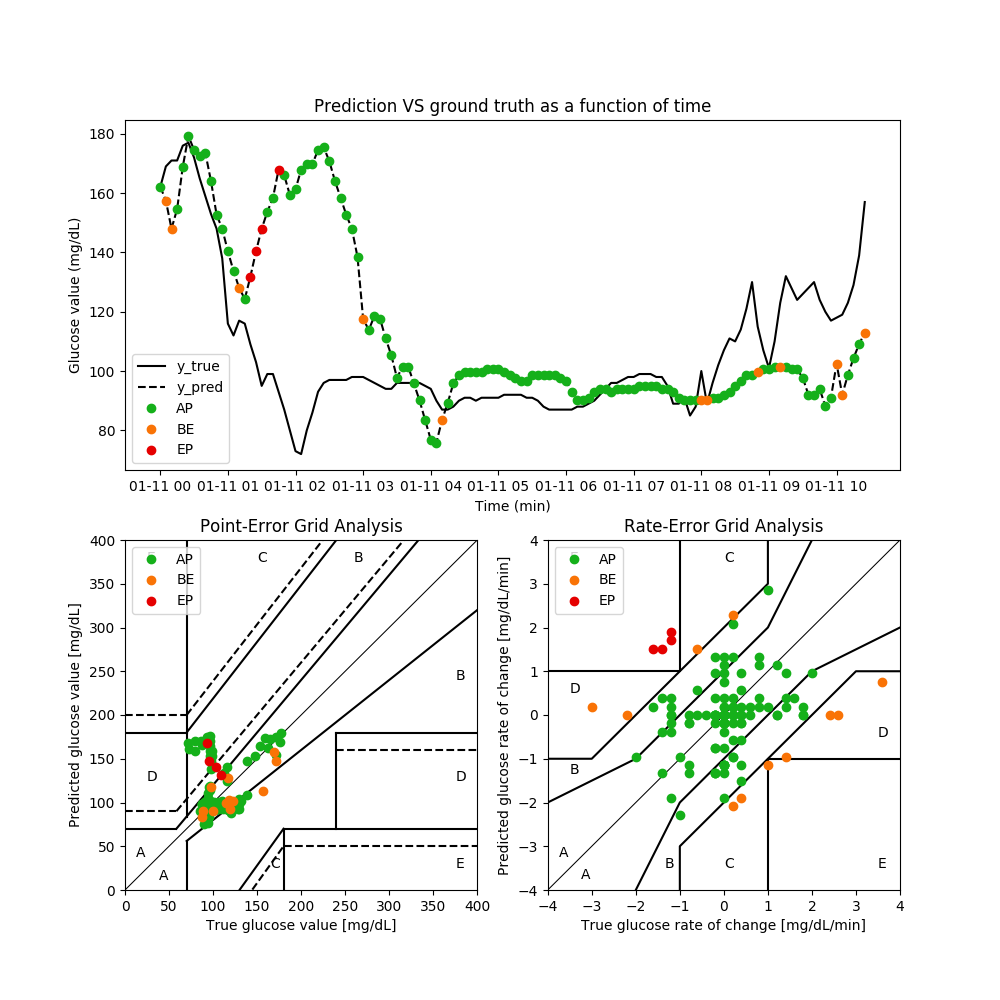 Prediction VS ground truth as a function of time
Glucose value (mg/dL)
180
160
140
120
100
80
y_true
y_pred
AP
BE
EP
01-11 00 01-11 01 01-11 02 01-11 03 01-11 04 01-11 05 01-11 06 01-11 07 01-11 08 01-11 09 01-11 10
Time (min)
Point-Error Grid Analysis
Predicted glucose value [mg/dL]
400
350
300
250
200
150
100
50
0
AP
BE
EP
C
B
B
D
D
A
A
C
E
0 50 100 150 200 250 300 350 400
True glucose value [mg/dL]
Rate-Error Grid Analysis
Predicted glucose rate of change [mg/dL/min]
4
3
2
1
0
−1
−2
−3
−4
AP
BE
EP
C
D
D
B
A
A
B
C
E
−4 −3 −2 −1 0 1 2 3 4
True glucose rate of change [mg/dL/min]